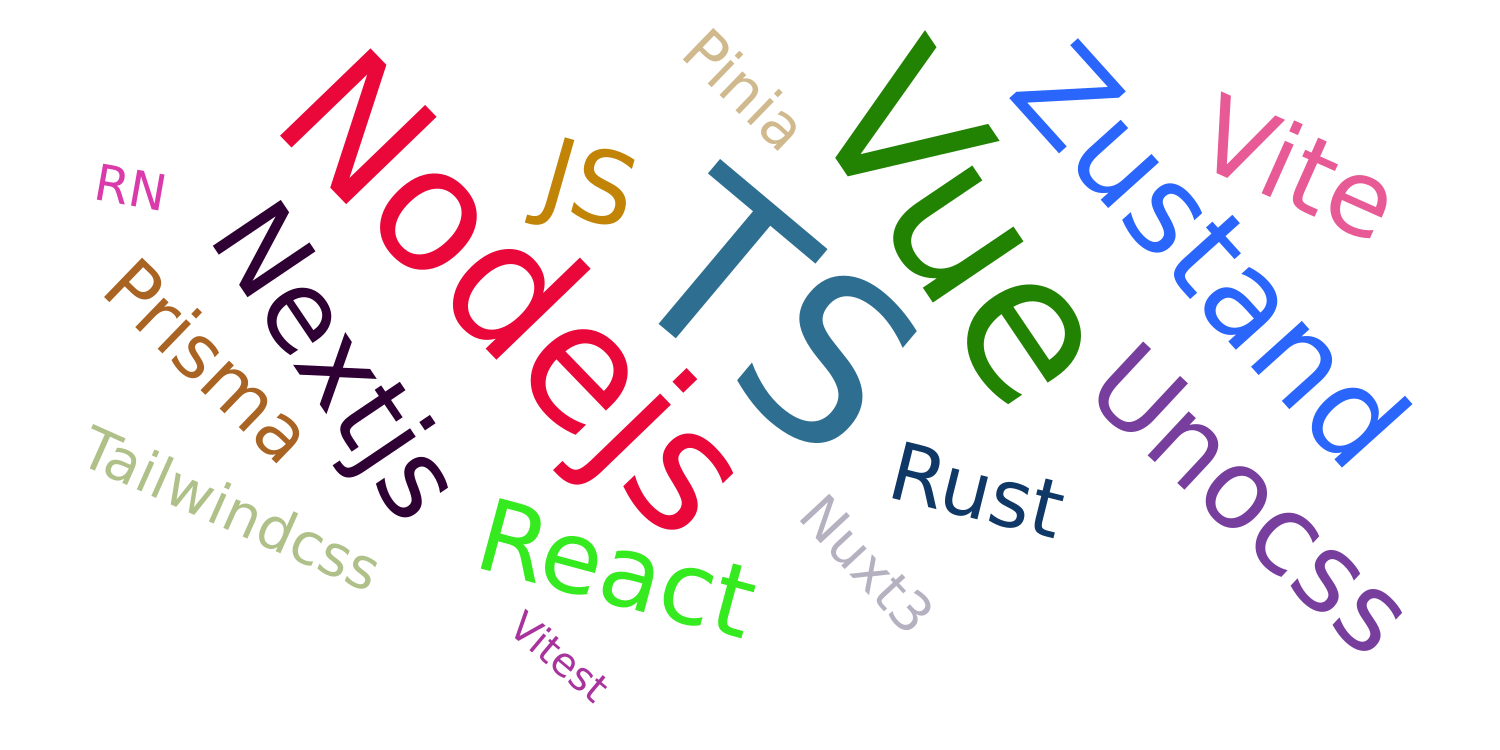 Pinia
Vue
Zustand
Vite
Nodejs
JS
TS
RN
Nextjs
Prisma
Unocss
Tailwindcss
Rust
React
Nuxt3
Vitest